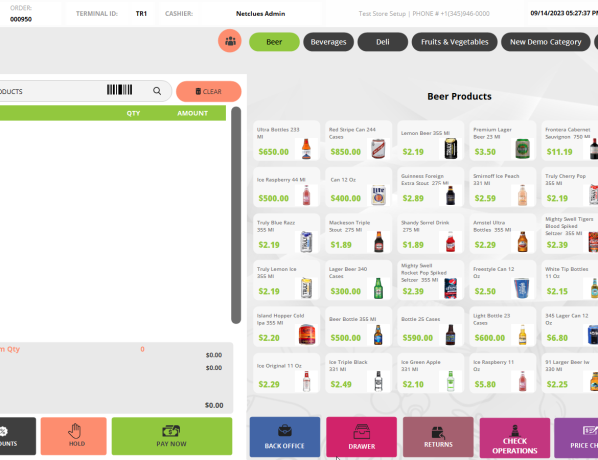 ORDER:
000950
TERMINAL ID: TR1 CASHIER: Netclues Admin
Test Store Setup | PHONE # +1(345)946-0000
09/14/2023 05:27:37 PM
Beer Beverages Deli Fruits & Vegetables New Demo Category
CLEAR
QTY AMOUNT
Beer Products
Ultra Bottles 233 Ml
$650.00
Red Stripe Can 244 Cases
$850.00
Lemon Beer 355 Ml
$2.19
Premium Lager Beer 23 Ml
$3.50
Frontera Cabernet Sauvignon 750 Ml
$11.19
Ice Raspberry 44 Ml
$500.00
Can 12 Oz
$400.00
Guinness Foreign Extra Stout 275 Ml
$2.89
Smirnoff Ice Peach 331 Ml
$2.59
Truly Cherry Pop 355 Ml
$2.19
Truly Blue Razz 355 Ml
$2.19
Mackeson Triple Stout 275 Ml
$1.89
Shandy Sorrel Drink 275 Ml
$1.89
Amstel Ultra Bottles 355 Ml
$2.29
Mighty Swell Tigers Blood Spiked Seltzer 355 Ml
$2.39
Truly Lemon Ice 355 Ml
$2.19
Lager Beer 340 Cases
$300.00
Mighty Swell Rocket Pop Spiked Seltzer 355 Ml
$2.39
Freestyle Can 12 Oz
$2.50
White Tip Bottles 11 Oz
$2.15
Island Hopper Cold Ipa 355 Ml
$2.20
Beer Bottle 355 Ml
$500.00
Bottle 25 Cases
$590.00
Light Bottle 23 Cases
$600.00
345 Lager Can 12 Oz
$6.80
Ice Original 11 Oz
$2.29
Ice Triple Black 331 Ml
$2.49
Ice Green Apple 331 Ml
$2.10
Ice Raspberry 11 Oz
$5.80
91 Larger Beer Iw 330 Ml
$2.25
Qty 0
$0.00
$0.00
$0.00
HOLD
PAY NOW
BACK OFFICE
DRAWER
RETURNS
CHECK OPERATIONS
PRICE CH